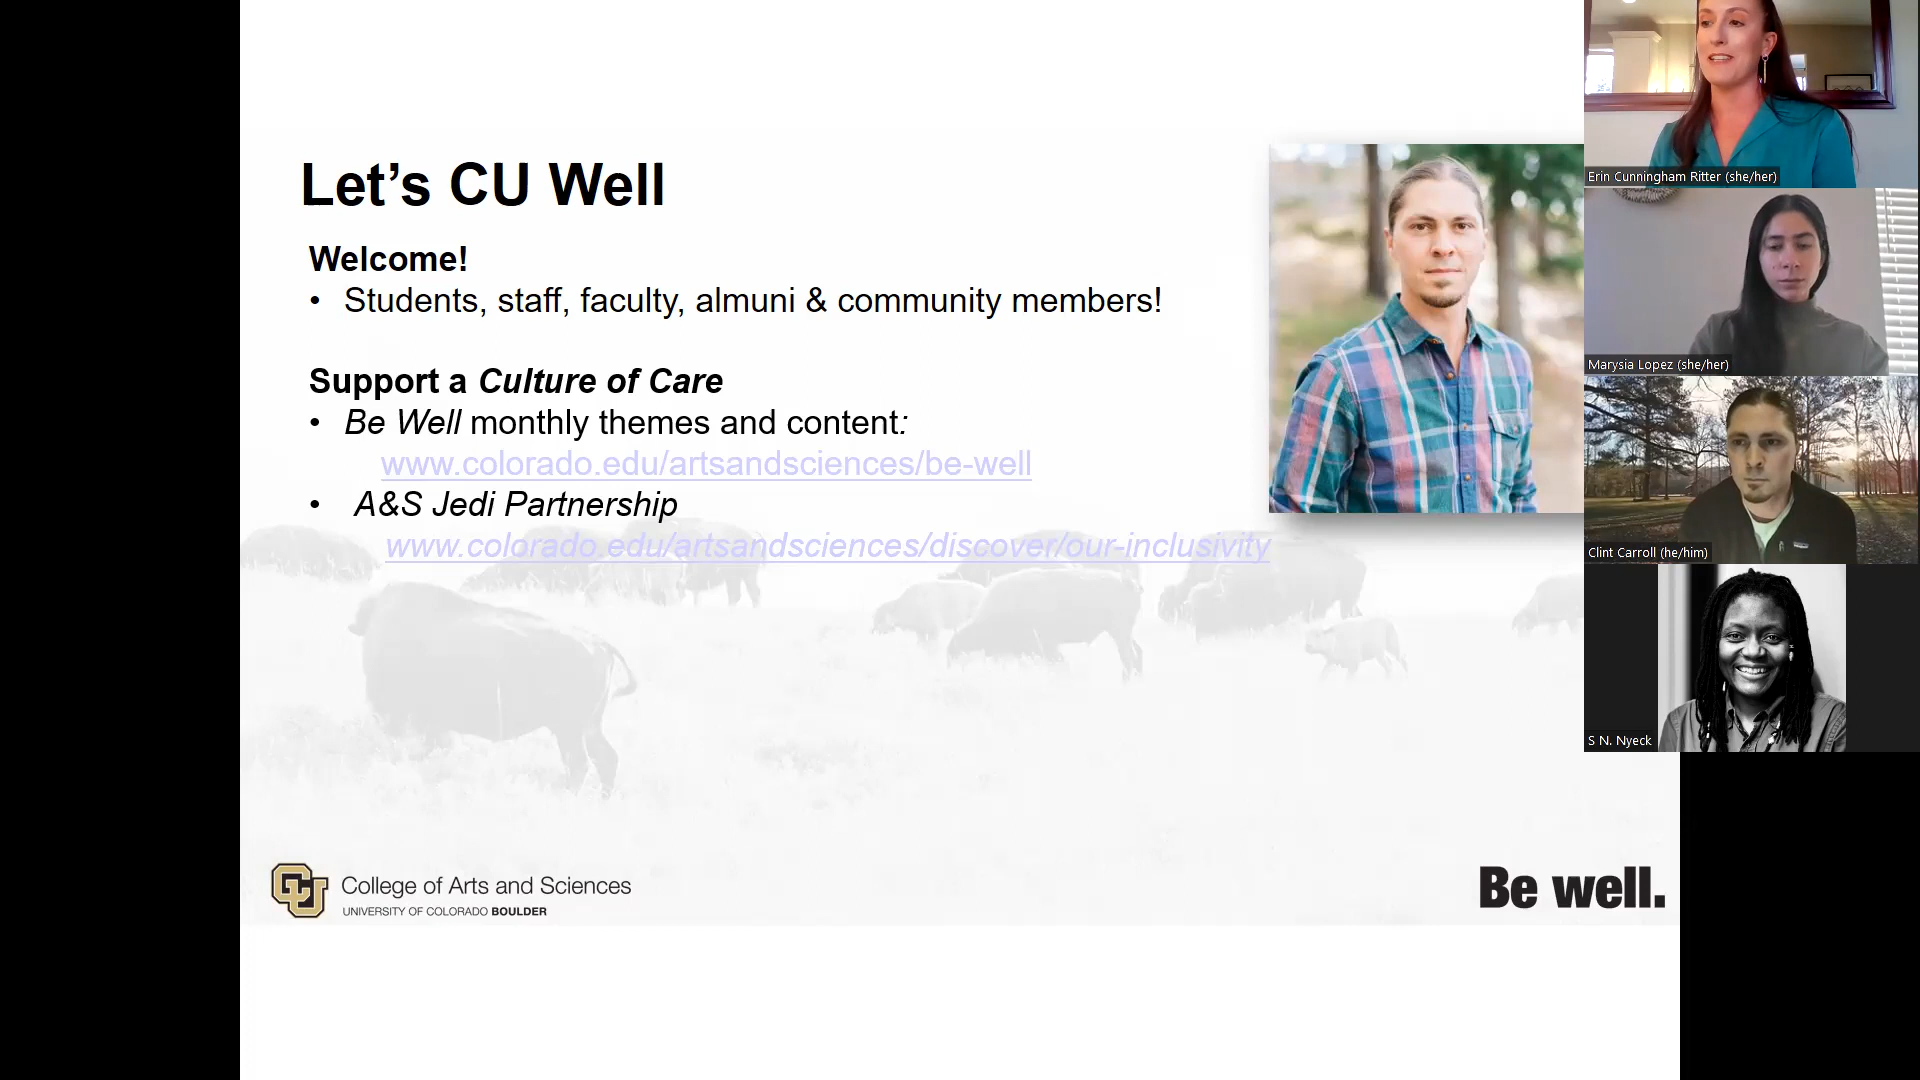 Let’s CU Well
Welcome!
• Students, staff, faculty, almuni & community members!
Support a Culture of Care
• Be Well monthly themes and content:
www.colorado.edu/artsandsciences/be-well
• A&S Jedi Partnership
www.colorado.edu/artsandsciences/discover/our-inclusivity
CU
College of Arts and Sciences
UNIVERSITY OF COLORADO BOULDER
Be well.
Erin Cunningham Ritter (she/her)
Marysia Lopez (she/her)
Clint Carroll (he/him)
S N. Nyeck